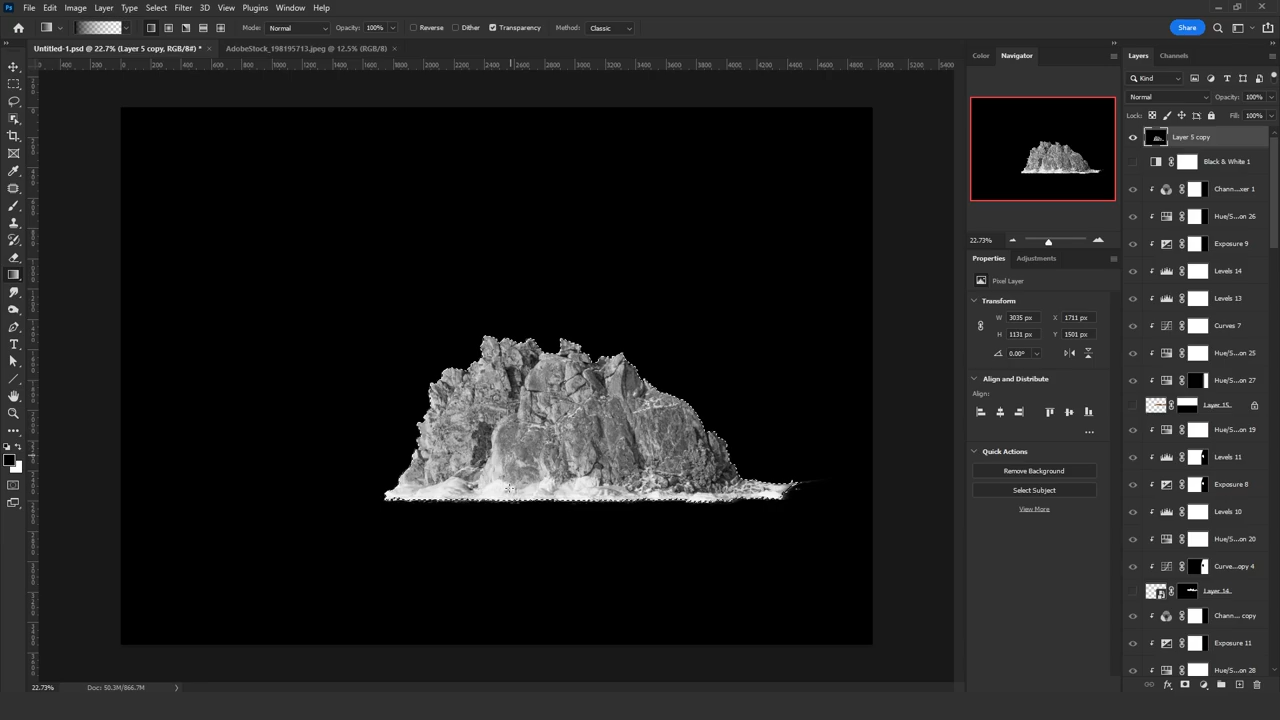 Ps File Edit Image Layer Type Select Filter 3D View Plugins Window Help
Mode: Normal Opacity: 100% Reverse Dither Transparency Method: Classic Share
Untitled-1.psd @ 22.7% (Layer 5 copy, RGB/8#) * × AdobeStock_198195713.jpeg @ 12.5% (RGB/8) ×
Color Navigator
Layers Channels
Kind
Normal Opacity: 100%
Lock: Fill: 100%
Layer 5 copy
Black & White 1
Chann...xer 1
Hue/S...on 26
Exposure 9
22.73%
Properties Adjustments
Levels 14
Pixel Layer
Transform
Levels 13
W 3035 px X 1711 px
H 1131 px Y 1501 px
Curves 7
0.00°
Hue/S...on 25
Align and Distribute
Hue/S...on 27
Align:
Layer 15
Hue/S...on 19
Quick Actions
Levels 11
Remove Background
Exposure 8
Select Subject
View More
Levels 10
Hue/S...on 20
Curve...opy 4
Layer 14
Chann... copy
Exposure 11
Hue/S...on 28
22.73% Doc: 50.3M/866.7M